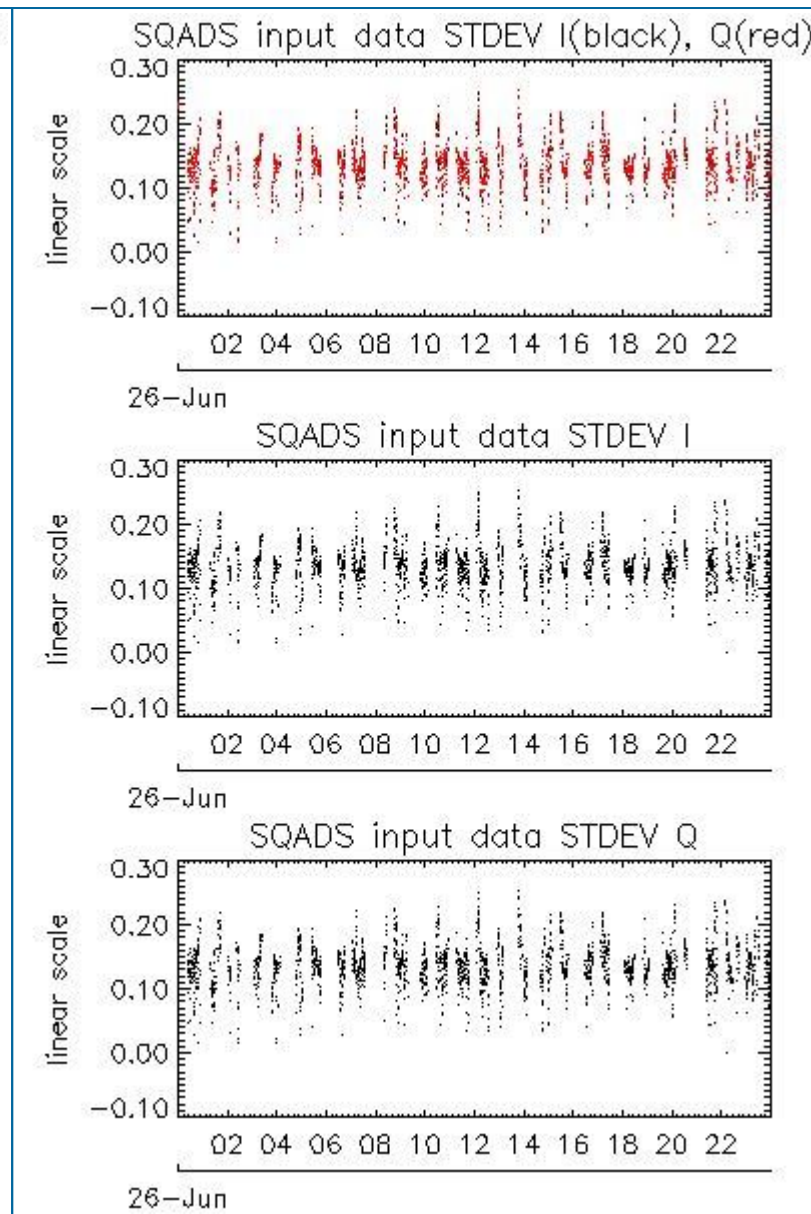 SQADS input data STDEV I(black), Q(red)
0.30
0.20
0.10
0.00
-0.10
linear scale
02 04 06 08 10 12 14 16 18 20 22
26-Jun
SQADS input data STDEV I
0.30
0.20
0.10
0.00
-0.10
linear scale
02 04 06 08 10 12 14 16 18 20 22
26-Jun
SQADS input data STDEV Q
0.30
0.20
0.10
0.00
-0.10
linear scale
02 04 06 08 10 12 14 16 18 20 22
26-Jun